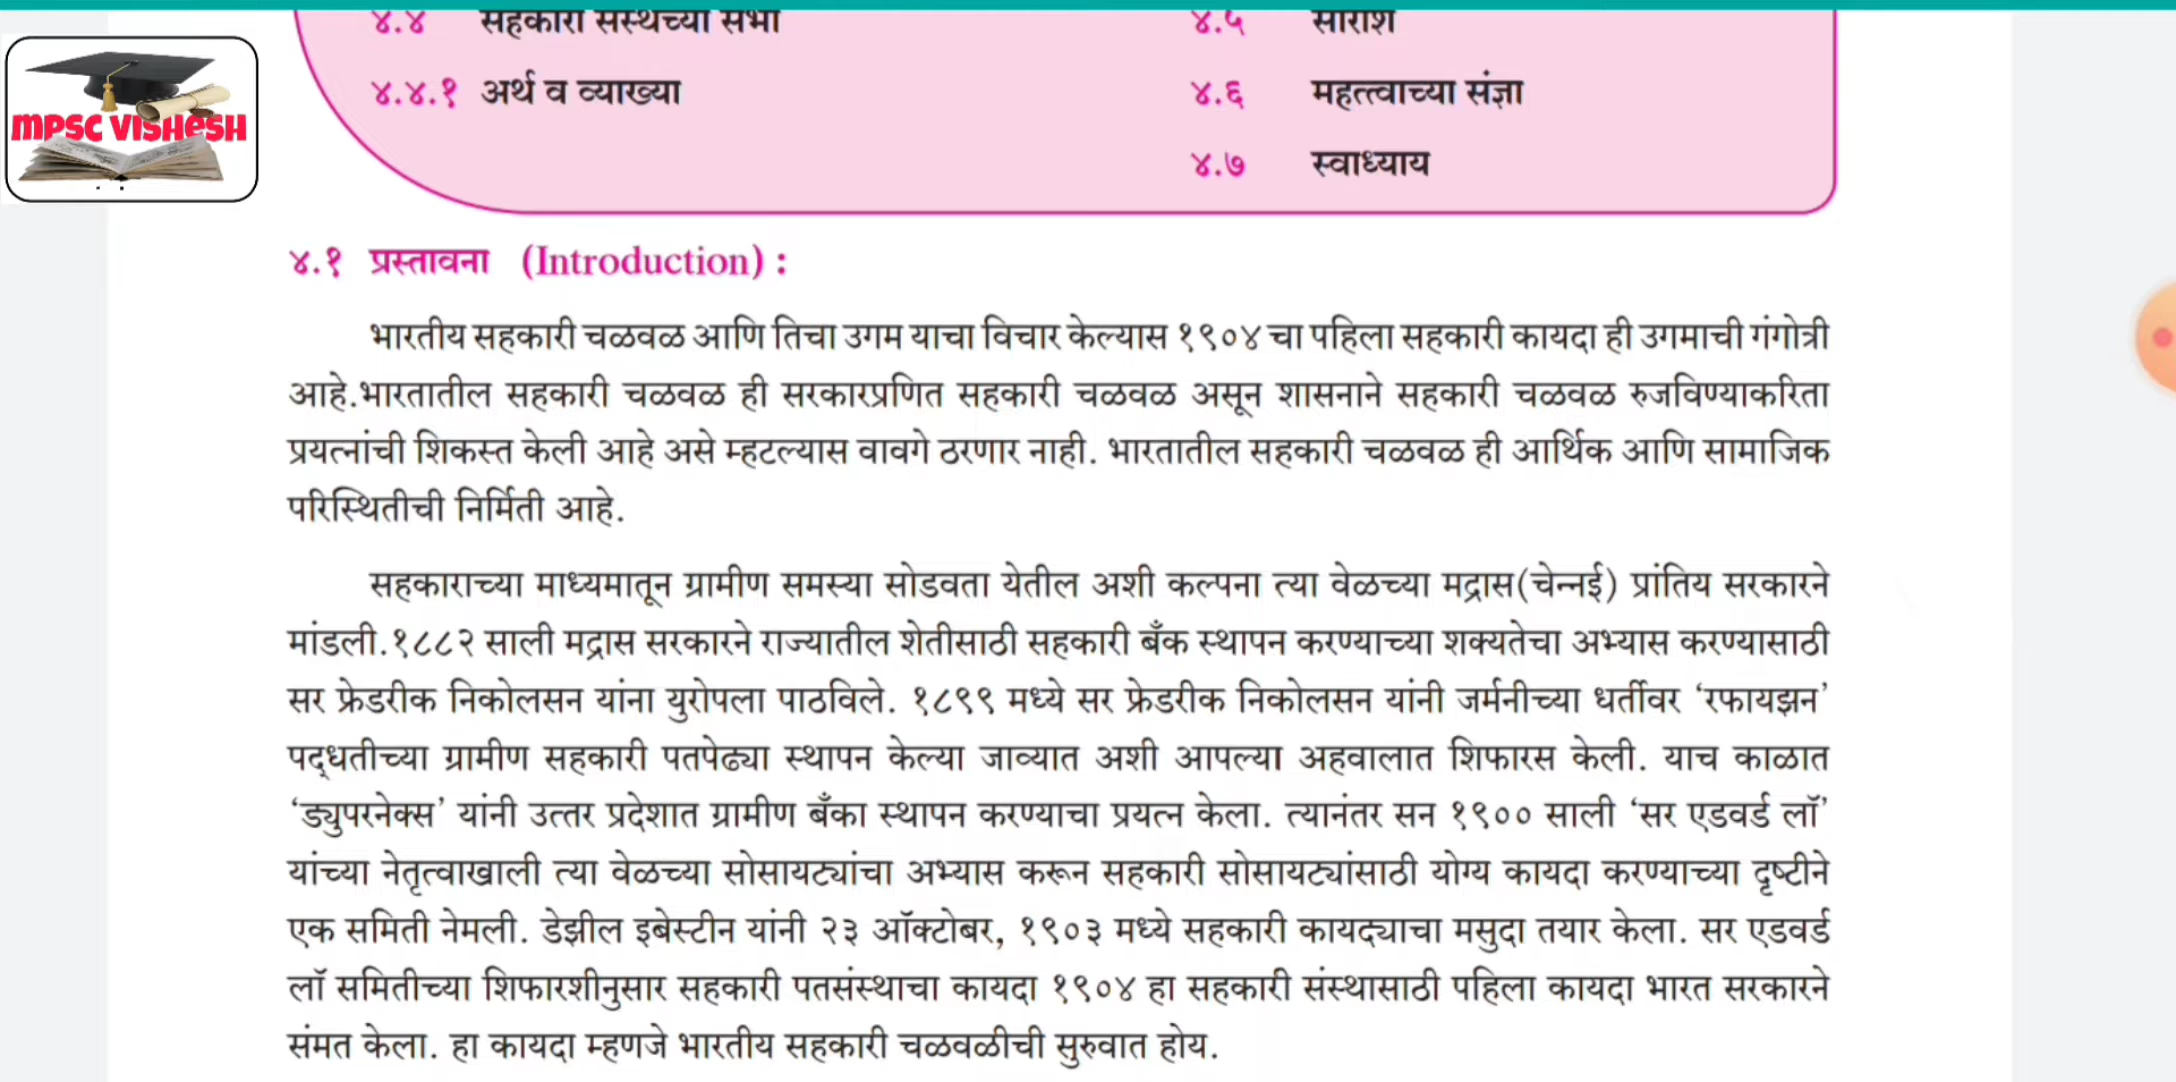 ४.४ सहकारी संस्थेच्या सभा
४.५ सारांश
४.४.१ अर्थ व व्याख्या
४.६ महत्त्वाच्या संज्ञा
४.७ स्वाध्याय
MPSC VISHESH
४.१ प्रस्तावना (Introduction) :
भारतीय सहकारी चळवळ आणि तिचा उगम याचा विचार केल्यास १९०४ चा पहिला सहकारी कायदा ही उगमाची गंगोत्री
आहे.भारतातील सहकारी चळवळ ही सरकारप्रणित सहकारी चळवळ असून शासनाने सहकारी चळवळ रुजविण्याकरिता
प्रयत्नांची शिकस्त केली आहे असे म्हटल्यास वावगे ठरणार नाही. भारतातील सहकारी चळवळ ही आर्थिक आणि सामाजिक
परिस्थितीची निर्मिती आहे.
सहकाराच्या माध्यमातून ग्रामीण समस्या सोडवता येतील अशी कल्पना त्या वेळच्या मद्रास(चेन्नई) प्रांतिय सरकारने
मांडली.१८८२ साली मद्रास सरकारने राज्यातील शेतीसाठी सहकारी बँक स्थापन करण्याच्या शक्यतेचा अभ्यास करण्यासाठी
सर फ्रेडरीक निकोलसन यांना युरोपला पाठविले. १८९९ मध्ये सर फ्रेडरीक निकोलसन यांनी जर्मनीच्या धर्तीवर ‘रफायझन’
पद्धतीच्या ग्रामीण सहकारी पतपेढ्या स्थापन केल्या जाव्यात अशी आपल्या अहवालात शिफारस केली. याच काळात
‘ड्युपरनेक्स’ यांनी उत्तर प्रदेशात ग्रामीण बँका स्थापन करण्याचा प्रयत्न केला. त्यानंतर सन १९०० साली ‘सर एडवर्ड लॉ’
यांच्या नेतृत्वाखाली त्या वेळच्या सोसायट्यांचा अभ्यास करून सहकारी सोसायट्यांसाठी योग्य कायदा करण्याच्या दृष्टीने
एक समिती नेमली. डेझील इबेस्टीन यांनी २३ ऑक्टोबर, १९०३ मध्ये सहकारी कायद्याचा मसुदा तयार केला. सर एडवर्ड
लॉ समितीच्या शिफारशीनुसार सहकारी पतसंस्थाचा कायदा १९०४ हा सहकारी संस्थासाठी पहिला कायदा भारत सरकारने
संमत केला. हा कायदा म्हणजे भारतीय सहकारी चळवळीची सुरुवात होय.